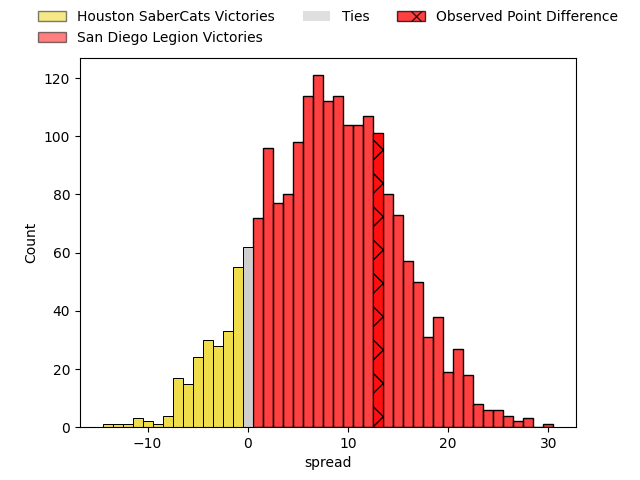 Houston SaberCats Victories
San Diego Legion Victories
Ties
Observed Point Difference
Count
120
100
80
60
40
20
0
−10
0
10
20
30
spread